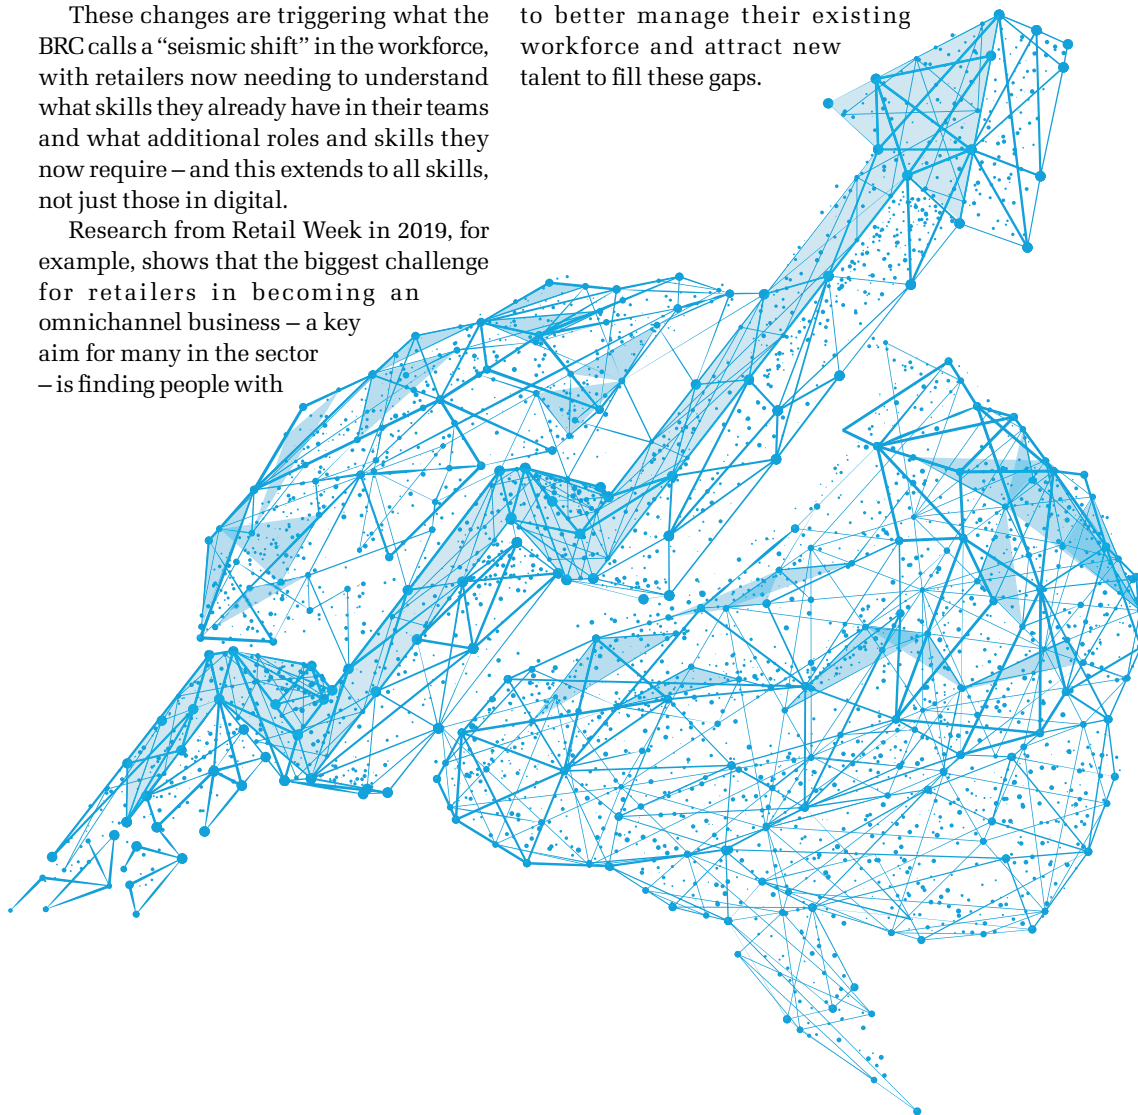 These changes are triggering what the
BRC calls a “seismic shift” in the workforce,
with retailers now needing to understand
what skills they already have in their teams
and what additional roles and skills they
now require – and this extends to all skills,
not just those in digital.
Research from Retail Week in 2019, for
example, shows that the biggest challenge
for retailers in becoming an
omnichannel business – a key
aim for many in the sector
– is finding people with
to better manage their existing
workforce and attract new
talent to fill these gaps.